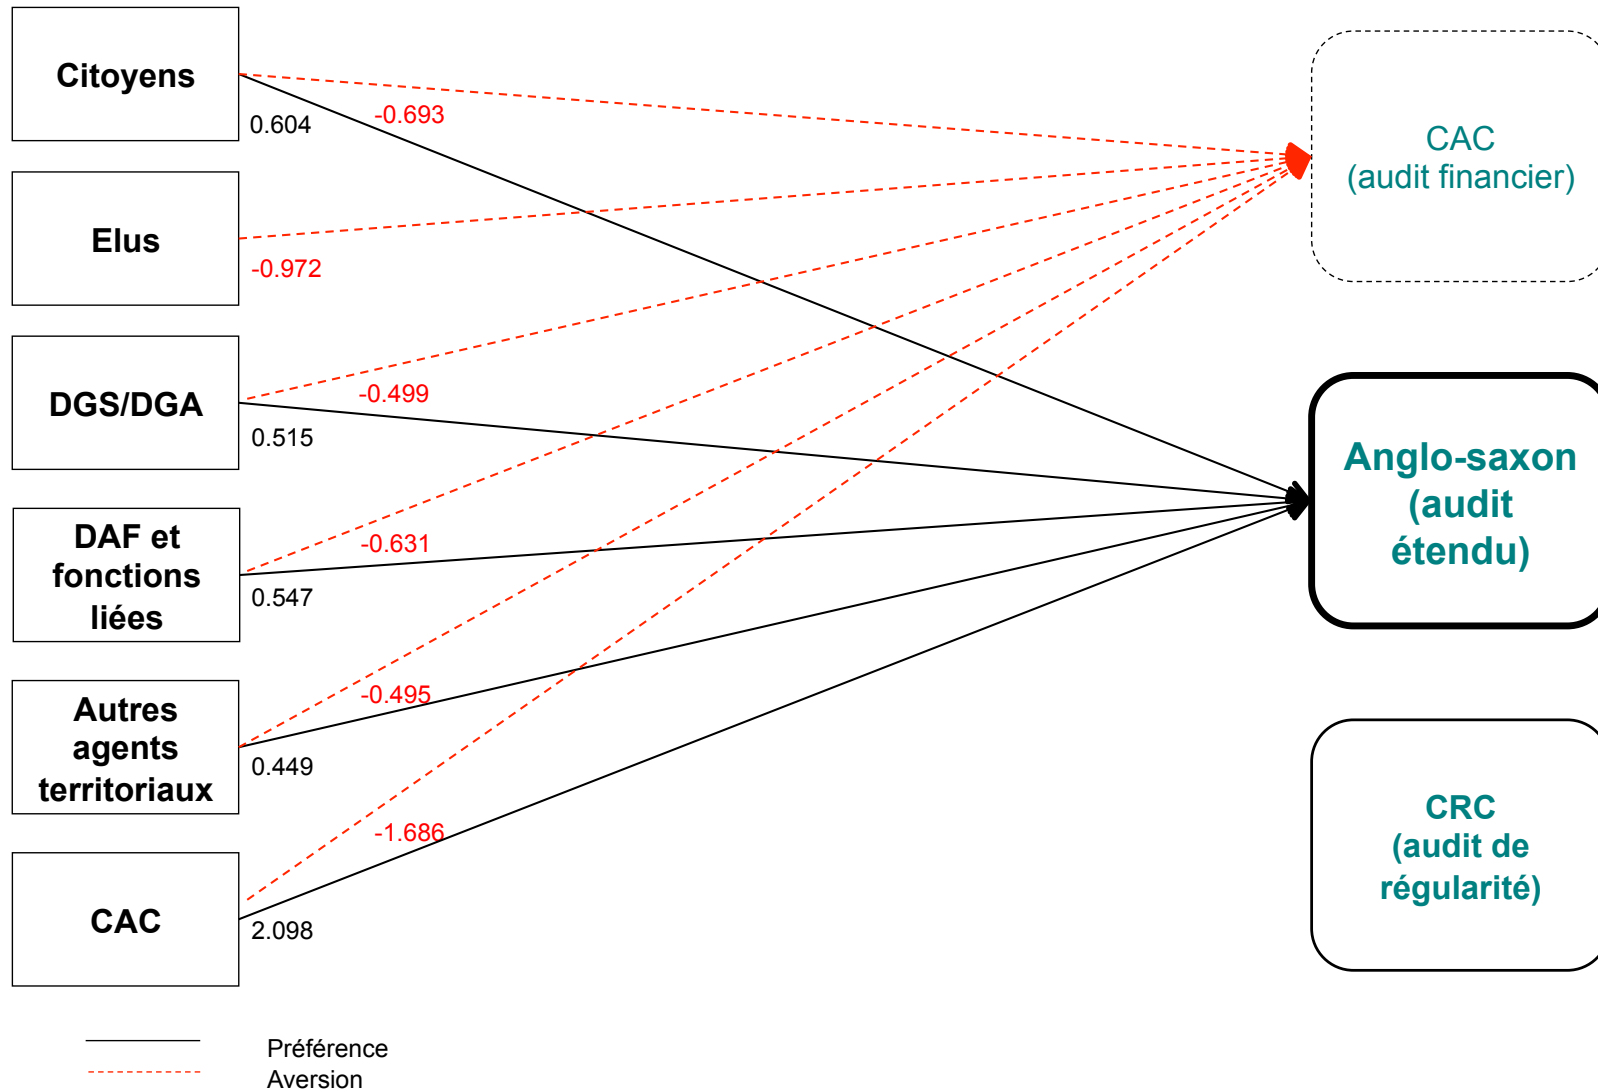 Citoyens
0.604
-0.693
Elus
-0.972
DGS/DGA
-0.499
0.515
DAF et
fonctions
liées
-0.631
0.547
Autres
agents
territoriaux
-0.495
0.449
CAC
-1.686
2.098
CAC
(audit financier)
Anglo-saxon
(audit
étendu)
CRC
(audit de
régularité)
Préférence
Aversion